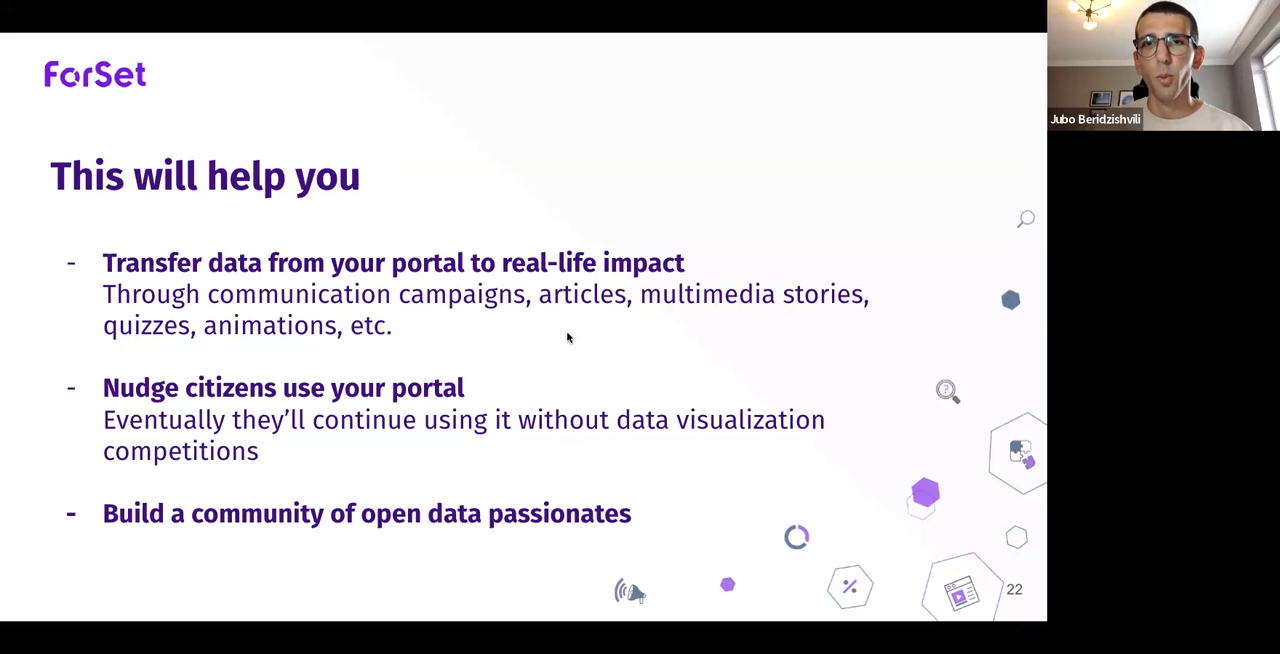 ForSet
Jubo Beridzishvili
This will help you
- Transfer data from your portal to real-life impact
Through communication campaigns, articles, multimedia stories,
quizzes, animations, etc.
- Nudge citizens use your portal
Eventually they’ll continue using it without data visualization
competitions
- Build a community of open data passionates
22